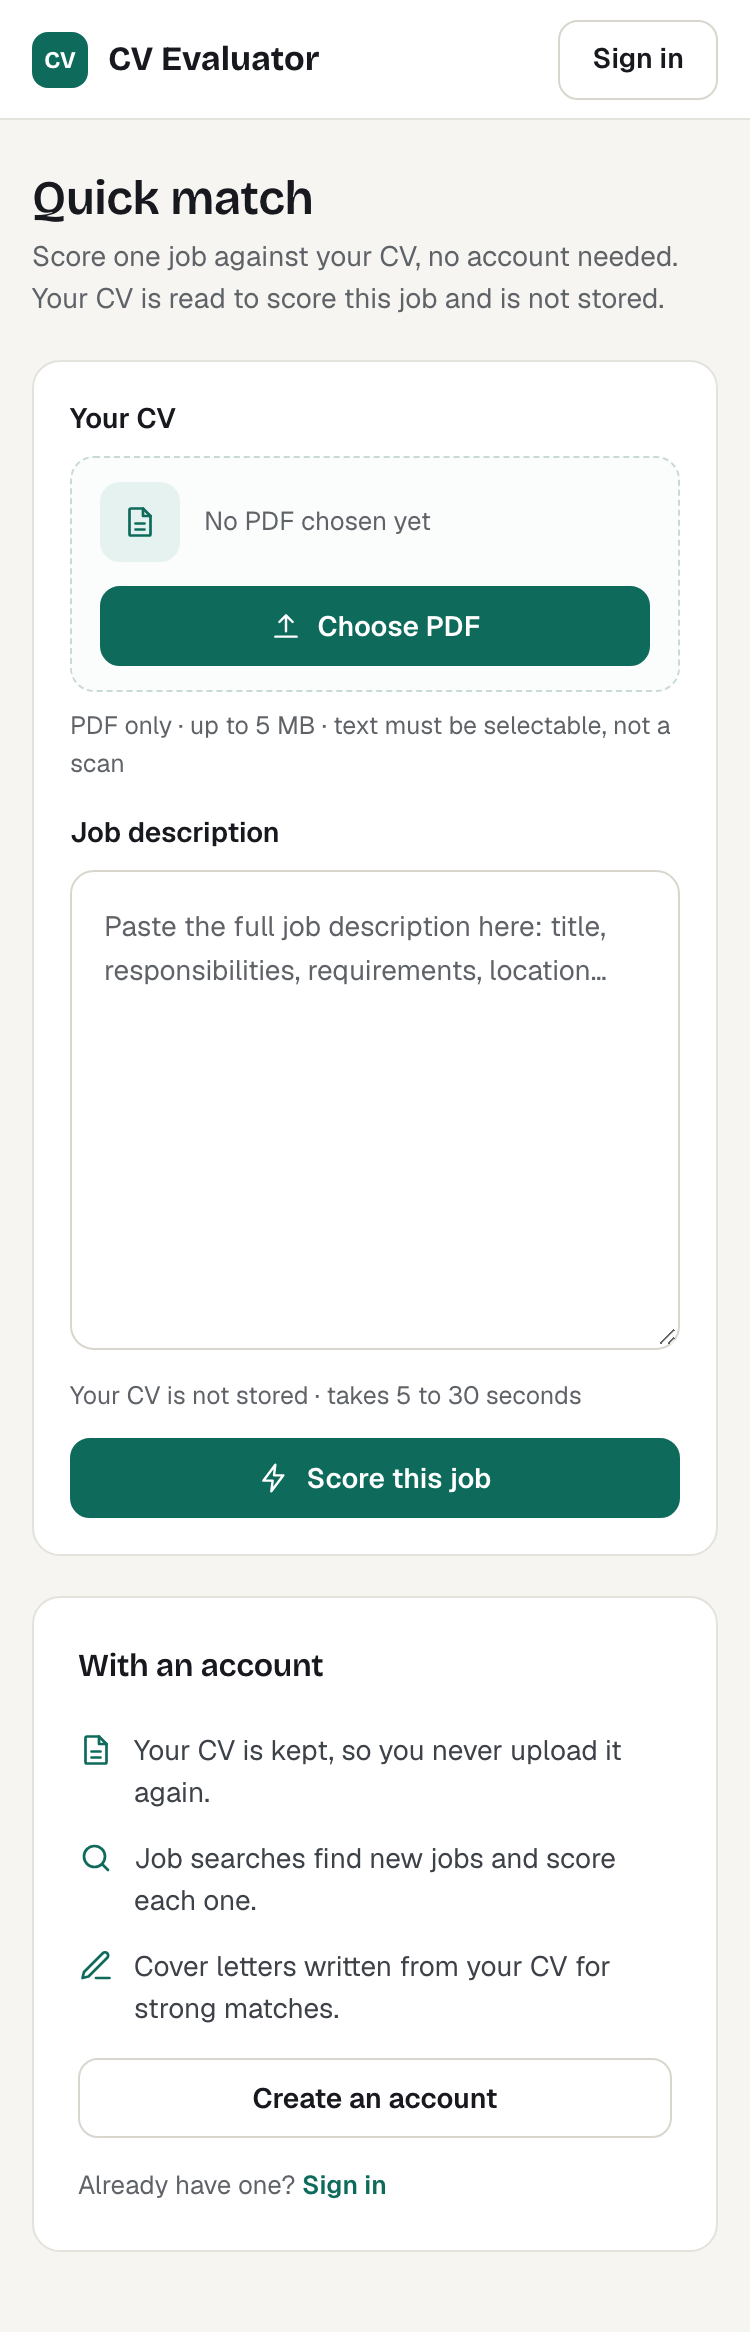 CV
CV Evaluator
Sign in
Quick match
Score one job against your CV, no account needed.
Your CV is read to score this job and is not stored.
Your CV
No PDF chosen yet
Choose PDF
PDF only · up to 5 MB · text must be selectable, not a
scan
Job description
Paste the full job description here: title,
responsibilities, requirements, location…
Your CV is not stored · takes 5 to 30 seconds
Score this job
With an account
Your CV is kept, so you never upload it
again.
Job searches find new jobs and score
each one.
Cover letters written from your CV for
strong matches.
Create an account
Already have one? Sign in